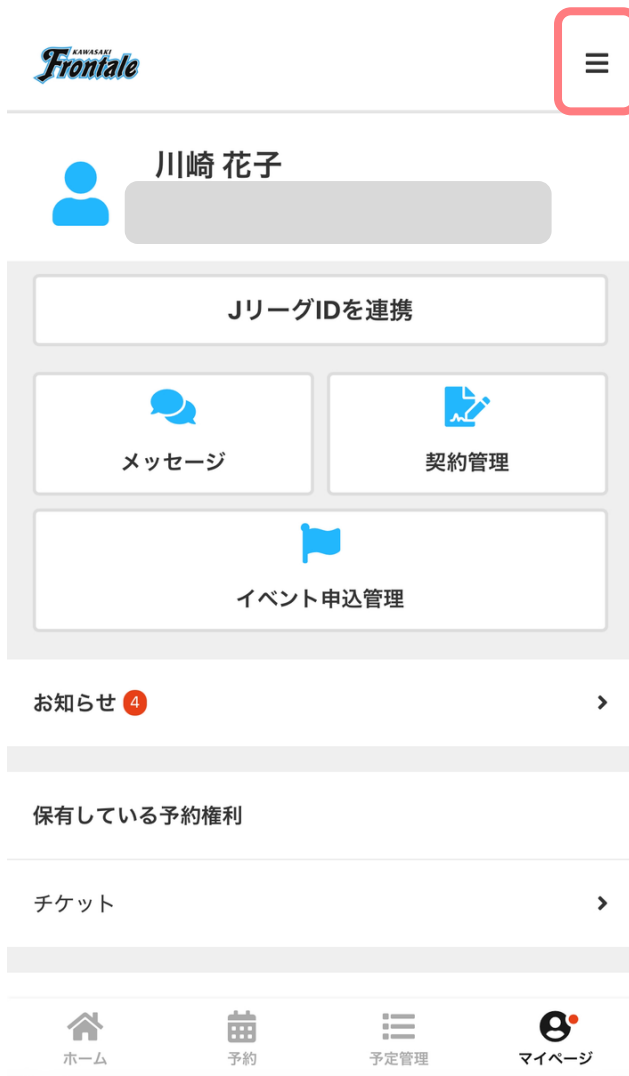 KAWASAKI
Frontale
川崎 花子
JリーグIDを連携
メッセージ
契約管理
イベント申込管理
お知らせ 4
保有している予約権利
チケット
ホーム
予約
予定管理
マイページ